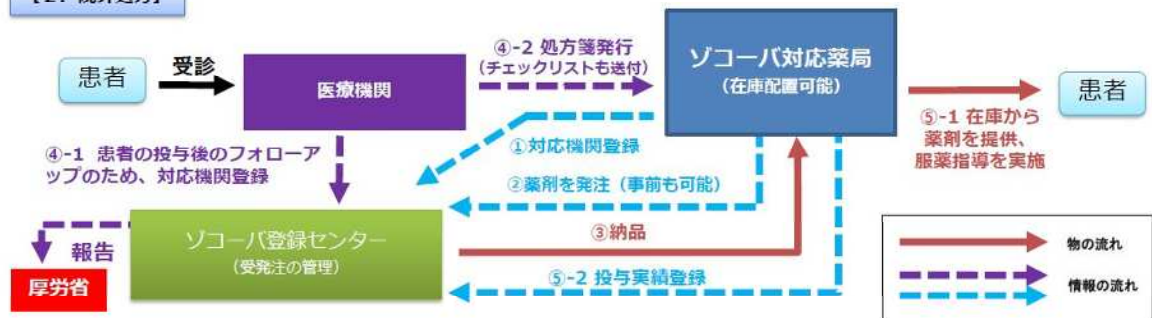 患者
受診
医療機関
④-2 処方箋発行
(チェックリストも送付)
ゾコーバ対応薬局
(在庫配置可能)
患者
⑤-1 在庫から
薬剤を提供、
服薬指導を実施
④-1 患者の投与後のフォローア
ップのため、対応機関登録
①対応機関登録
②薬剤を発注（事前も可能）
③納品
⑤-2 投与実績登録
ゾコーバ登録センター
(受発注の管理)
報告
厚労省
物の流れ
情報の流れ